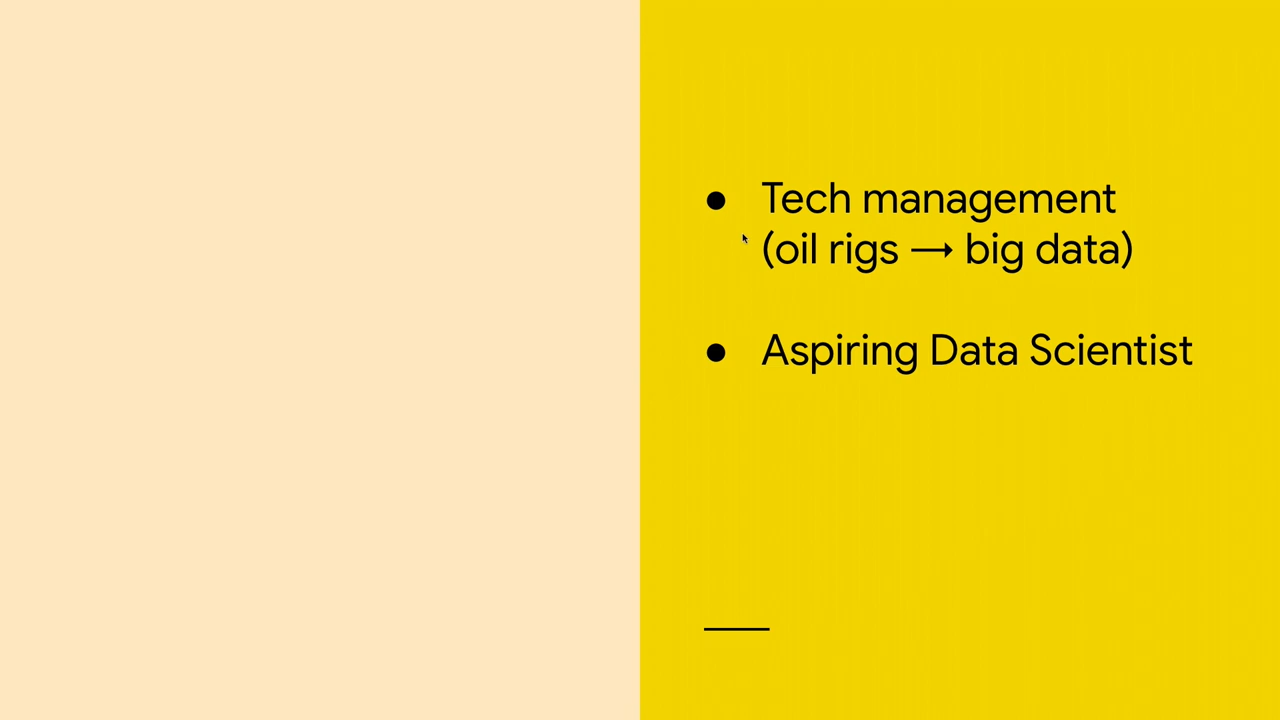 ● Tech management
(oil rigs → big data)
● Aspiring Data Scientist